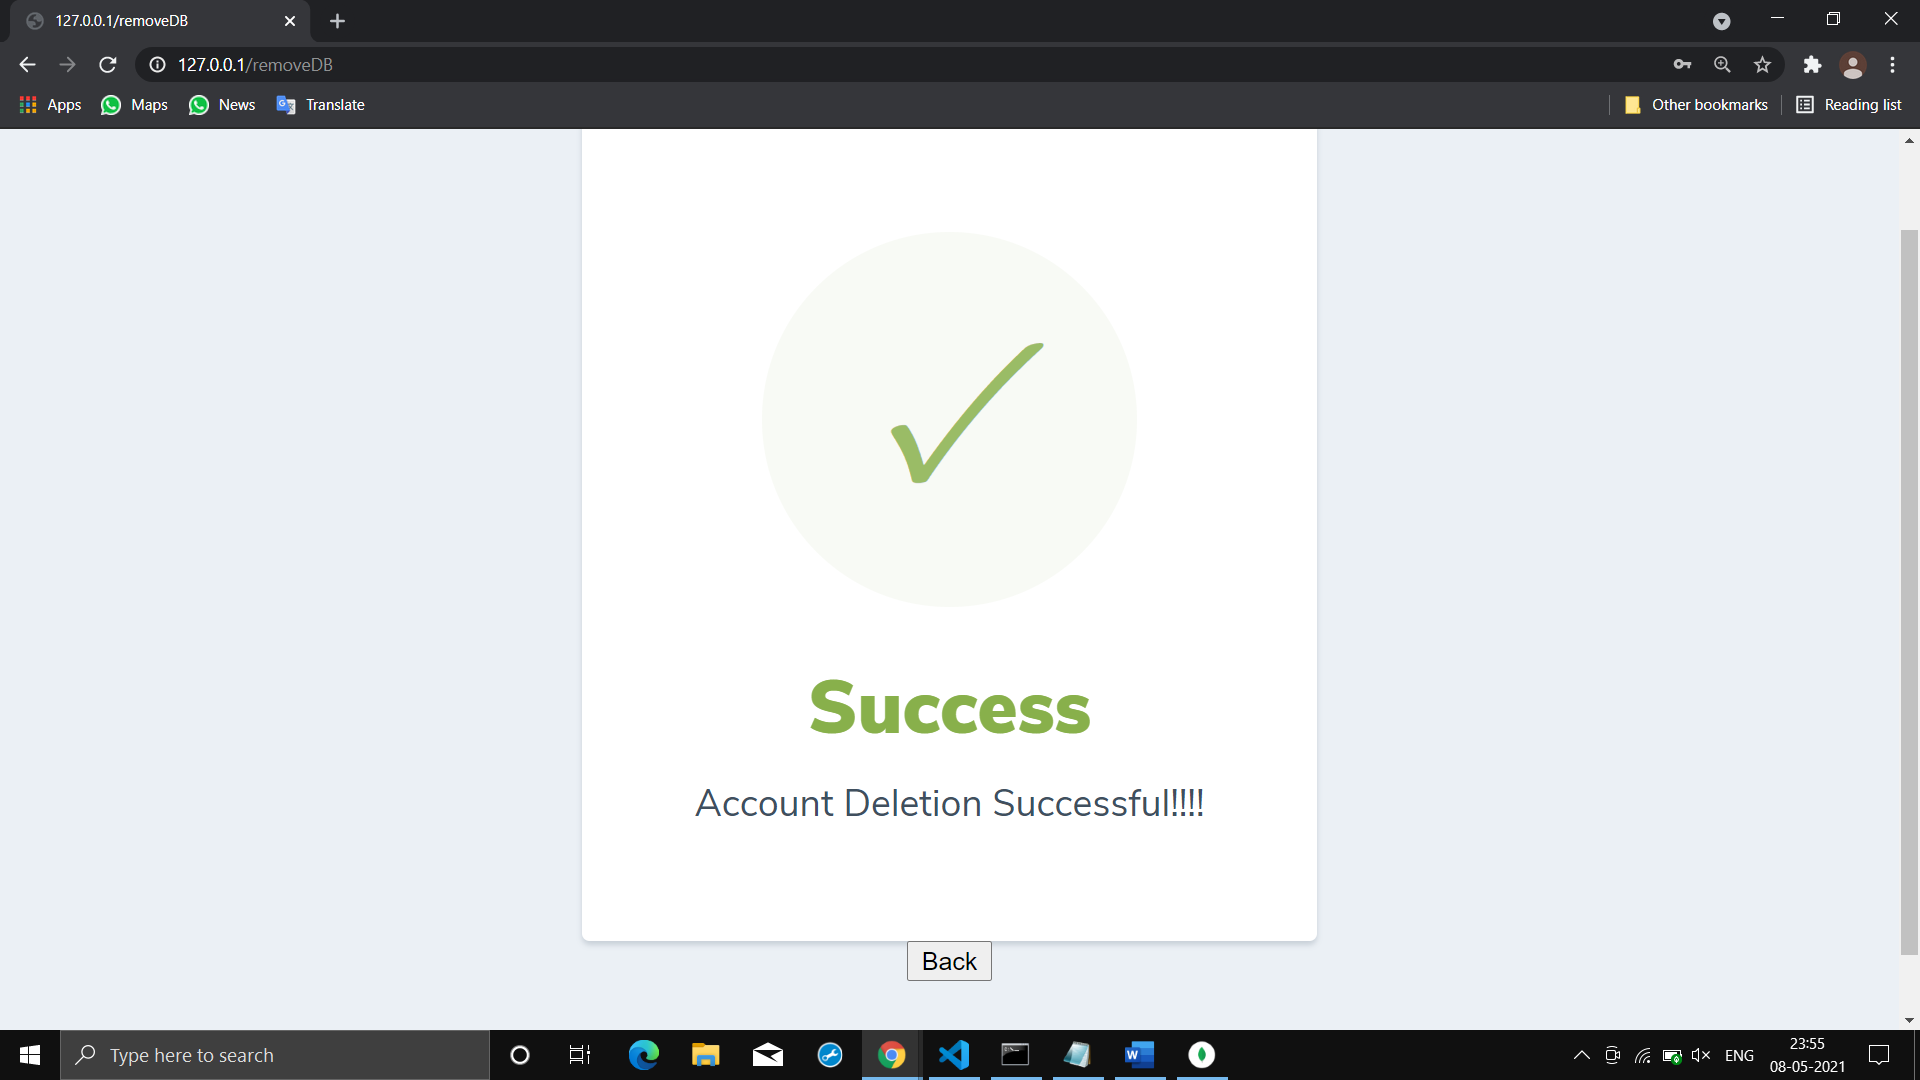 127.0.0.1/removeDB
127.0.0.1/removeDB
Apps Maps News Translate Other bookmarks Reading list
Success
Account Deletion Successful!!!!
Back
Type here to search
ENG
23:55
08-05-2021